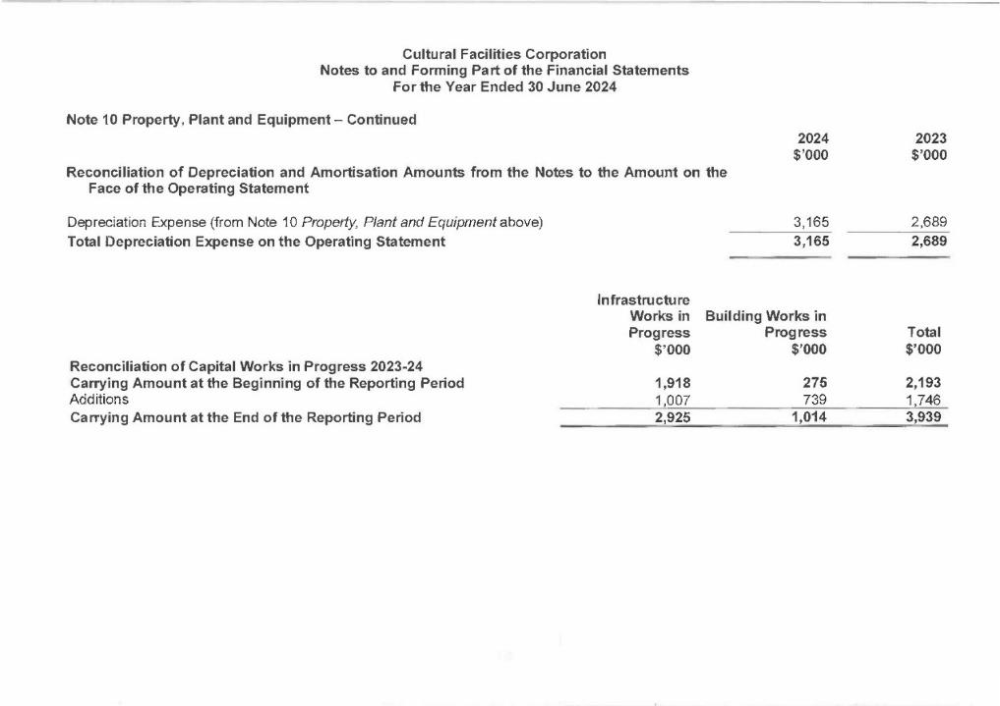 Cultural Facilities Corporation
Notes to and Forming Part of the Financial Statements
For the Year Ended 30 June 2024
Note 10 Property, Plant and Equipment – Continued
2024 2023
$'000 $'000
Reconciliation of Depreciation and Amortisation Amounts from the Notes to the Amount on the
Face of the Operating Statement
Depreciation Expense (from Note 10 Property, Plant and Equipment above) 3,165 2,689
Total Depreciation Expense on the Operating Statement 3,165 2,689
Infrastructure
Works in Building Works in
Progress Progress Total
$'000 $'000 $'000
Reconciliation of Capital Works in Progress 2023-24
Carrying Amount at the Beginning of the Reporting Period 1,918 275 2,193
Additions 1,007 739 1,746
Carrying Amount at the End of the Reporting Period 2,925 1,014 3,939